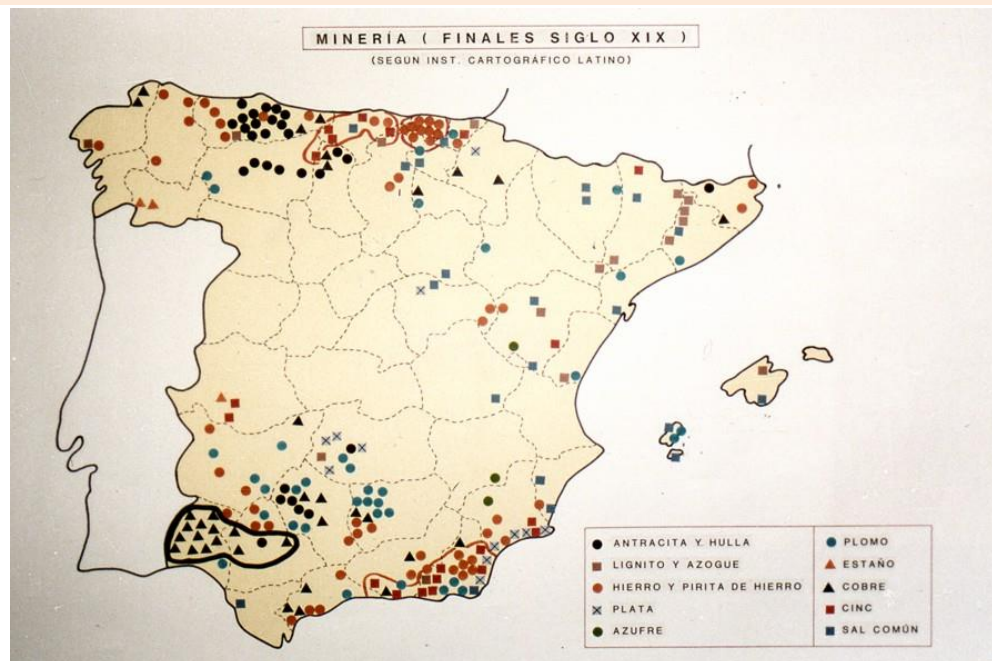 MINERÍA ( FINALES SIGLO XIX )
(SEGUN INST. CARTOGRÁFICO LATINO)
ANTRACITA Y HULLA
LIGNITO Y AZOGUE
HIERRO Y PIRITA DE HIERRO
PLATA
AZUFRE
PLOMO
ESTAÑO
COBRE
CINC
SAL COMÚN